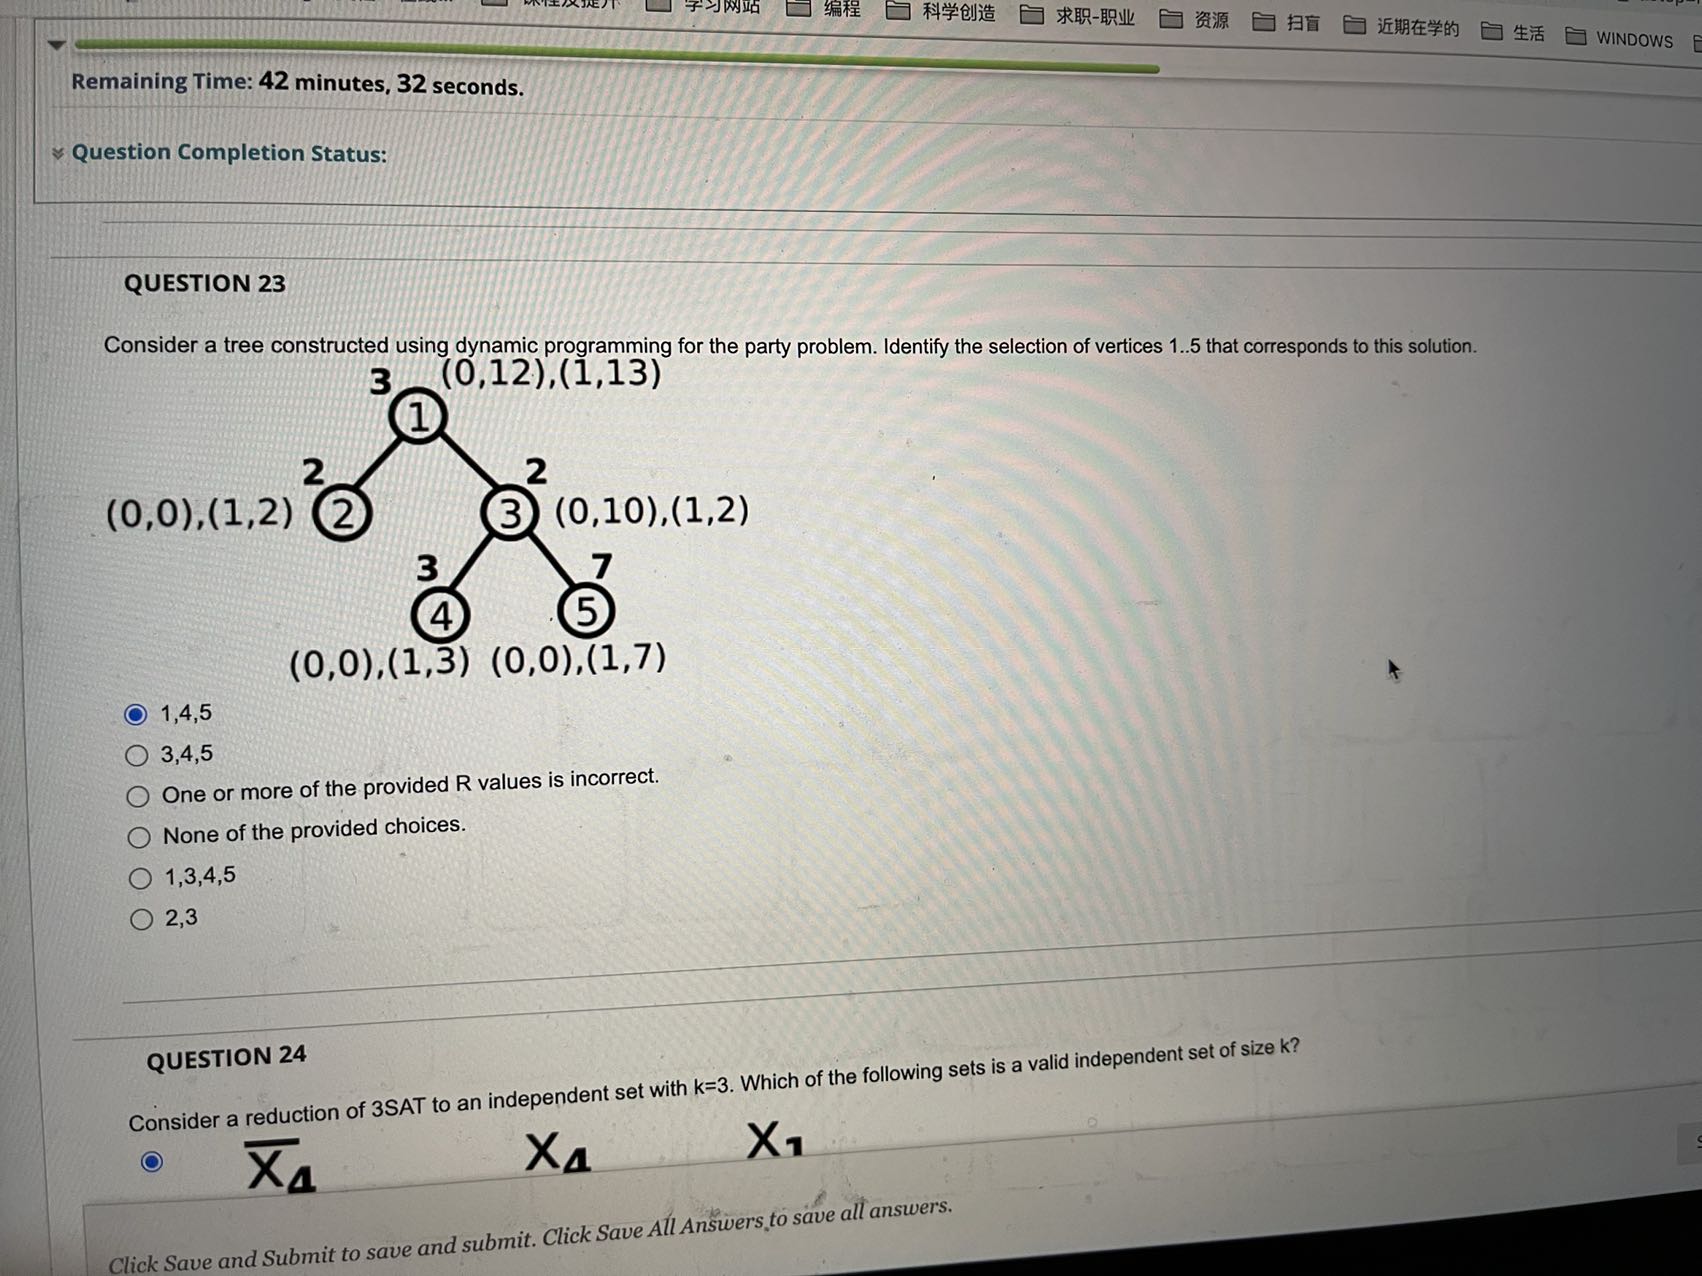 学习网站 编程 科学创造 求职-职业 资源 扫盲 近期在学的 生活 WINDOWS
Remaining Time: 42 minutes, 32 seconds.
Question Completion Status:
QUESTION 23
Consider a tree constructed using dynamic programming for the party problem. Identify the selection of vertices 1..5 that corresponds to this solution.
3 (0,12),(1,13)
1
2 2
(0,0),(1,2) 2 3 (0,10),(1,2)
3 7
4 5
(0,0),(1,3) (0,0),(1,7)
1,4,5
3,4,5
One or more of the provided R values is incorrect.
None of the provided choices.
1,3,4,5
2,3
QUESTION 24
Consider a reduction of 3SAT to an independent set with k=3. Which of the following sets is a valid independent set of size k?
X̅₄ X₄ X₁
Click Save and Submit to save and submit. Click Save All Answers to save all answers.